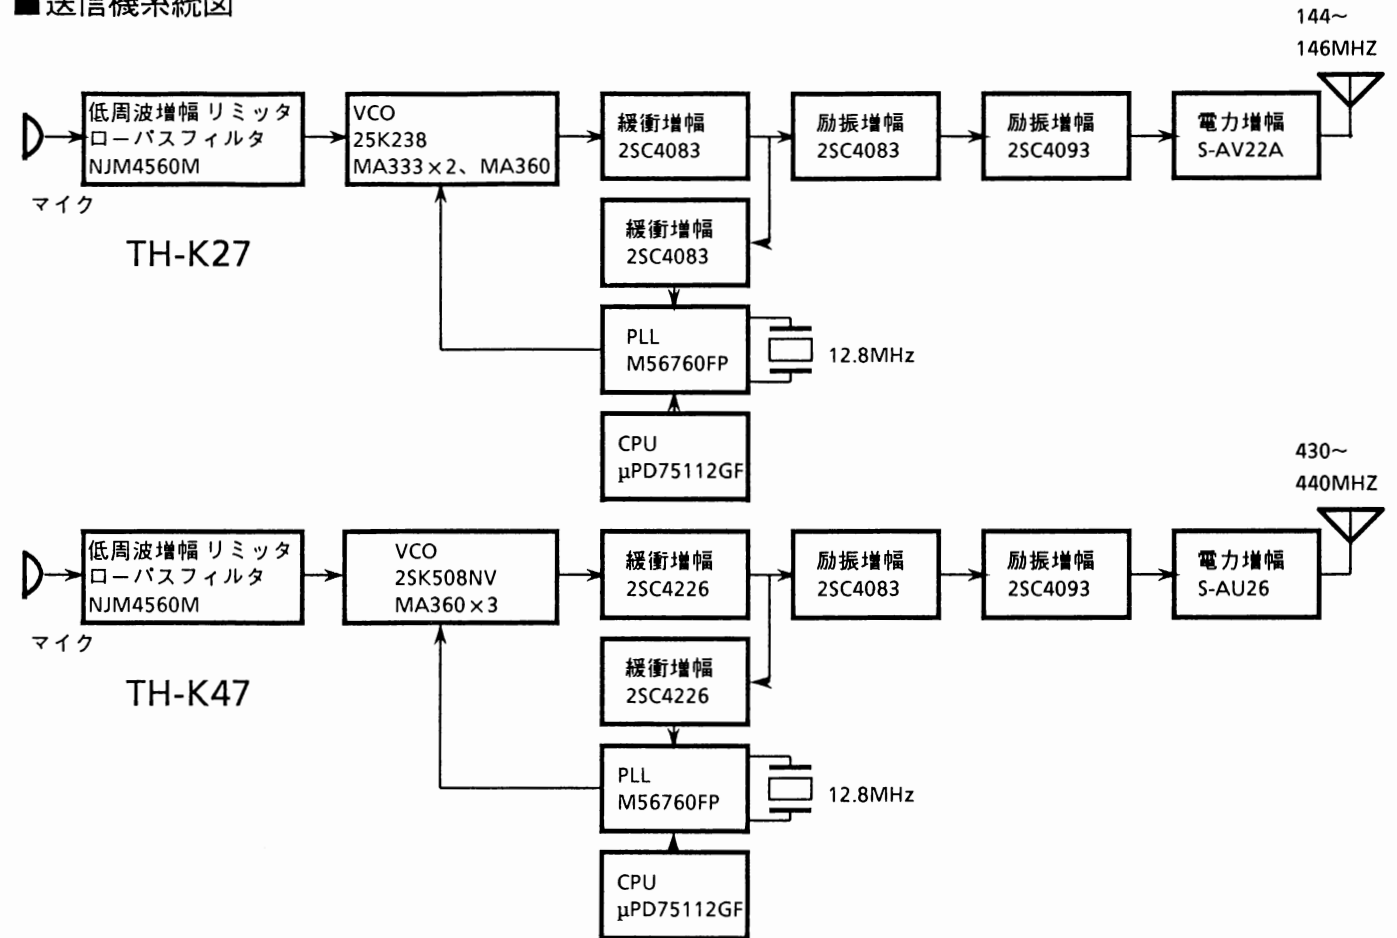 ■送信機系統図
144～
146MHZ
低周波増幅 リミッタ
ローパスフィルタ
NJM4560M
VCO
25K238
MA333×2、MA360
緩衝増幅
2SC4083
励振増幅
2SC4083
励振増幅
2SC4093
電力増幅
S-AV22A
マイク
TH-K27
緩衝増幅
2SC4083
PLL
M56760FP
12.8MHz
CPU
μPD75112GF
430～
440MHZ
低周波増幅 リミッタ
ローパスフィルタ
NJM4560M
VCO
2SK508NV
MA360×3
緩衝増幅
2SC4226
励振増幅
2SC4083
励振増幅
2SC4093
電力増幅
S-AU26
マイク
TH-K47
緩衝増幅
2SC4226
PLL
M56760FP
12.8MHz
CPU
μPD75112GF